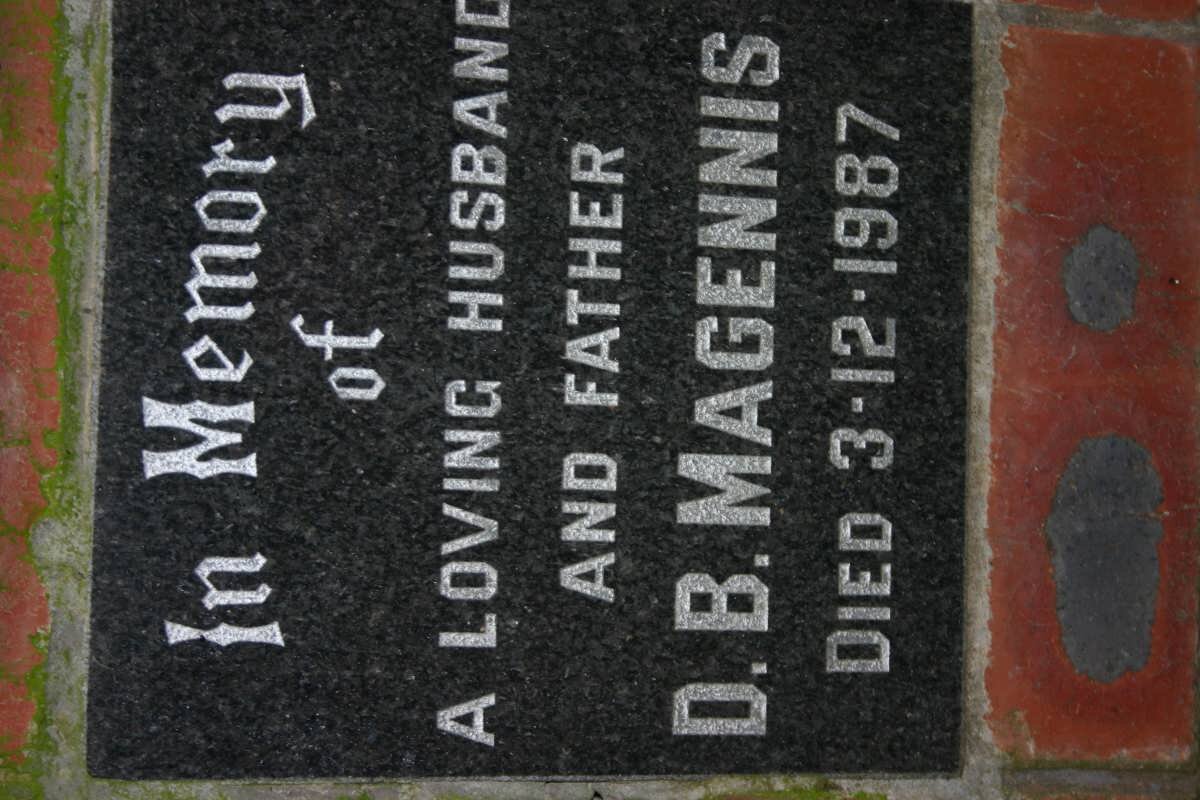 In Memory
of
A LOVING HUSBAND
AND FATHER
D. B. MAGENNIS
DIED 3·12·1987